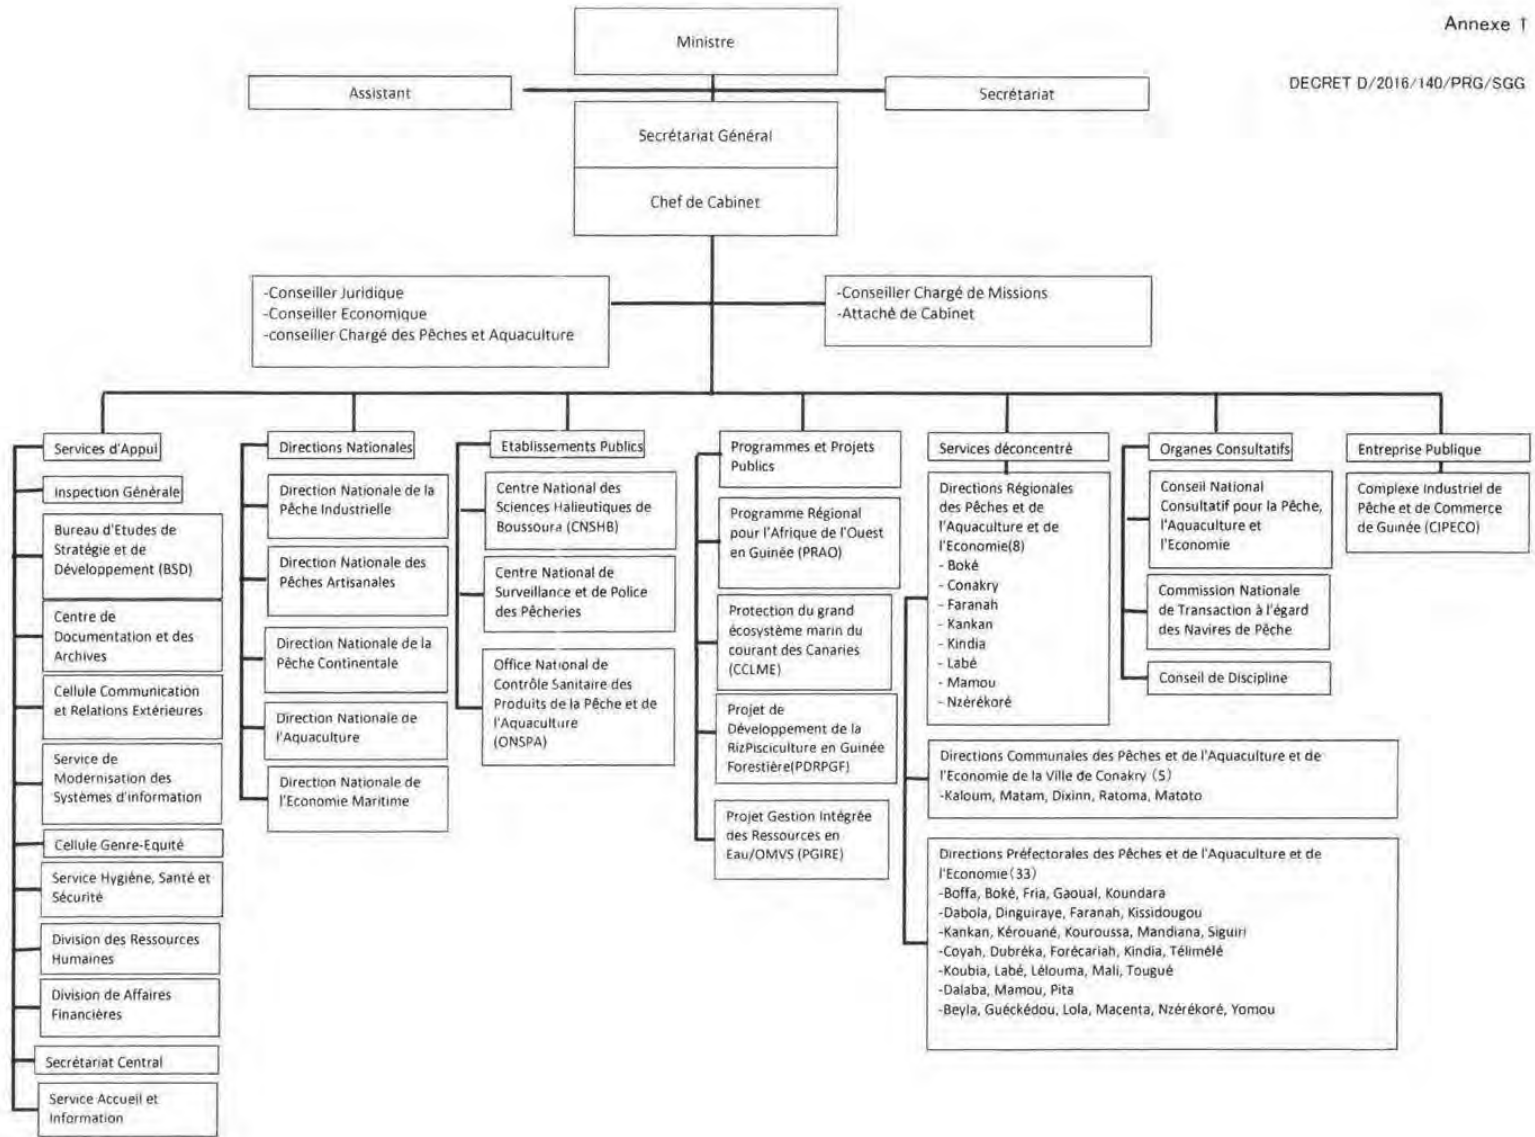 Annexe 1
DECRET D/2016/140/PRG/SGG
Ministre
Assistant
Secrétariat
Secrétariat Général
Chef de Cabinet
-Conseiller Juridique
-Conseiller Economique
-conseiller Chargé des Pêches et Aquaculture
-Conseiller Chargé de Missions
-Attaché de Cabinet
Services d'Appui
Inspection Générale
Bureau d'Etudes de
Stratégie et de
Développement (BSD)
Centre de
Documentation et des
Archives
Cellule Communication
et Relations Extérieures
Service de
Modernisation des
Systèmes d'information
Cellule Genre-Equité
Service Hygiène, Santé et
Sécurité
Division des Ressources
Humaines
Division de Affaires
Financières
Secrétariat Central
Service Accueil et
Information
Directions Nationales
Direction Nationale de la
Pêche Industrielle
Direction Nationale des
Pêches Artisanales
Direction Nationale de la
Pêche Continentale
Direction Nationale de
l'Aquaculture
Direction Nationale de
l'Economie Maritime
Etablissements Publics
Centre National des
Sciences Halieutiques de
Boussoura (CNSHB)
Centre National de
Surveillance et de Police
des Pêcheries
Office National de
Contrôle Sanitaire des
Produits de la Pêche et de
l'Aquaculture
(ONSPA)
Programmes et Projets
Publics
Programme Régional
pour l'Afrique de l'Ouest
en Guinée (PRAO)
Protection du grand
écosystème marin du
courant des Canaries
(CCLME)
Projet de
Développement de la
RizPisciculture en Guinée
Forestière(PDRPGF)
Projet Gestion Intégrée
des Ressources en
Eau/OMVS (PGIRE)
Services déconcentré
Directions Régionales
des Pêches et de
l'Aquaculture et de
l'Economie(8)
- Boké
- Conakry
- Faranah
- Kankan
- Kindia
- Labé
- Mamou
- Nzérékoré
Directions Communales des Pêches et de l'Aquaculture et de
l'Economie de la Ville de Conakry (5)
-Kaloum, Matam, Dixinn, Ratoma, Matoto
Directions Préfectorales des Pêches et de l'Aquaculture et de
l'Economie(33)
-Boffa, Boké, Fria, Gaoual, Koundara
-Dabola, Dinguiraye, Faranah, Kissidougou
-Kankan, Kérouané, Kouroussa, Mandiana, Siguiri
-Coyah, Dubréka, Forécariah, Kindia, Télimélé
-Koubia, Labé, Lélouma, Mali, Tougué
-Dalaba, Mamou, Pita
-Beyla, Guéckédou, Lola, Macenta, Nzérékoré, Yomou
Organes Consultatifs
Conseil National
Consultatif pour la Pêche,
l'Aquaculture et
l'Economie
Commission Nationale
de Transaction à l'égard
des Navires de Pêche
Conseil de Discipline
Entreprise Publique
Complexe Industriel de
Pêche et de Commerce
de Guinée (CIPECO)